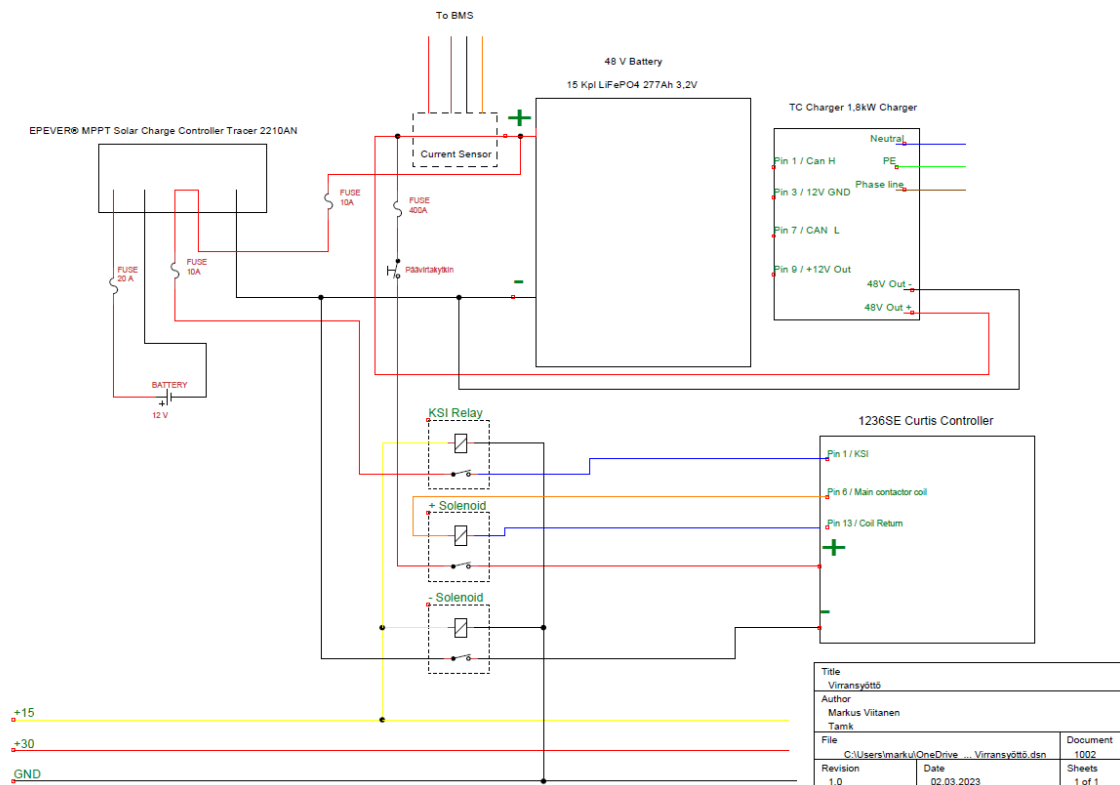 To BMS
48 V Battery
15 Kpl LiFePO4 277Ah 3,2V
TC Charger 1,8kW Charger
EPEVER® MPPT Solar Charge Controller Tracer 2210AN
+
Current Sensor
Neutral
Pin 1 / Can H
PE
Phase line
Pin 3 / 12V GND
Pin 7 / CAN L
Pin 9 / +12V Out
48V Out -
48V Out +
FUSE
10A
FUSE
400A
FUSE
20 A
FUSE
10A
Päävirtakytkin
-
BATTERY
+
12 V
KSI Relay
+ Solenoid
- Solenoid
1236SE Curtis Controller
Pin 1 / KSI
Pin 6 / Main contactor coil
Pin 13 / Coil Return
+
-
+15
+30
GND
Title
Virransyöttö
Author
Markus Viitanen
Tamk
File
C:\Users\marku\OneDrive ... Virransyöttö.dsn
Document
1002
Revision
1.0
Date
02.03.2023
Sheets
1 of 1